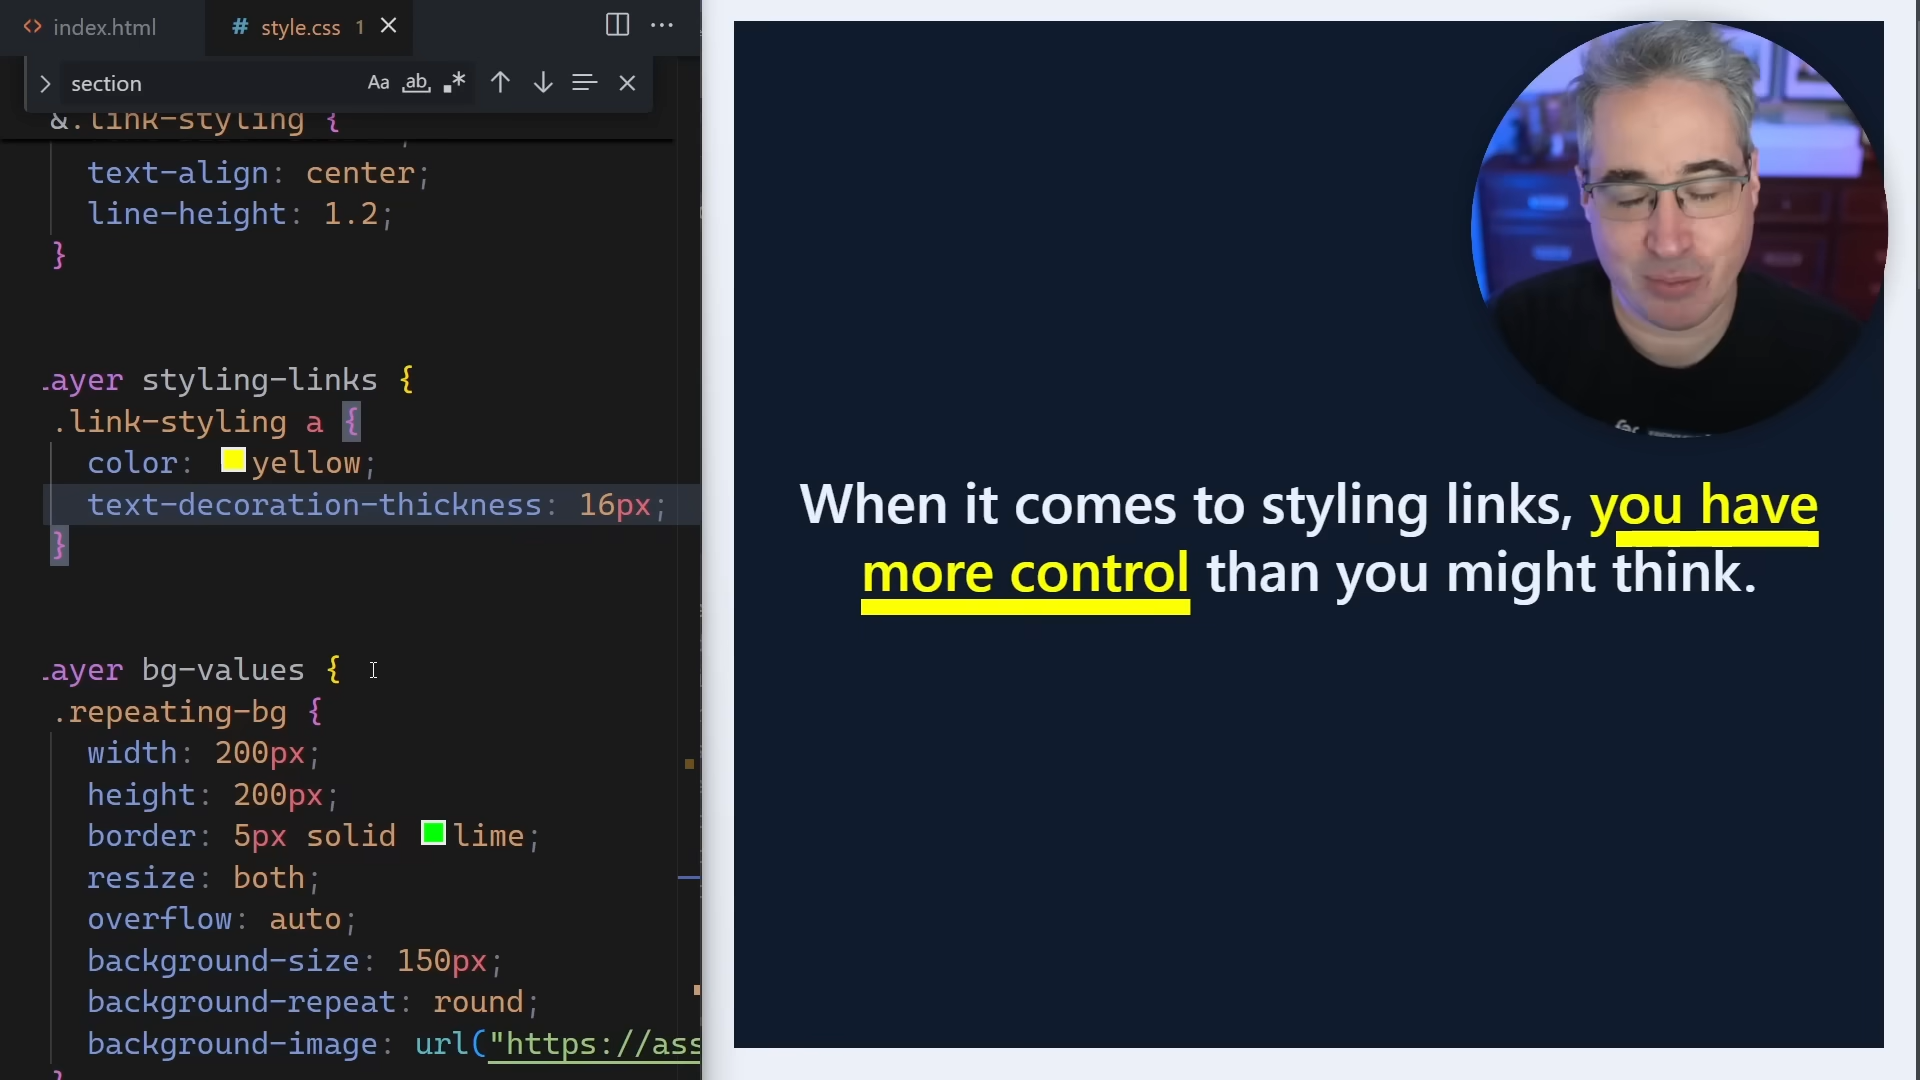 index.html
style.css 1
section
Aa ab
&.link-styling {
text-align: center;
line-height: 1.2;
}
layer styling-links {
.link-styling a {
color: yellow;
text-decoration-thickness: 16px;
}
layer bg-values {
.repeating-bg {
width: 200px;
height: 200px;
border: 5px solid lime;
resize: both;
overflow: auto;
background-size: 150px;
background-repeat: round;
background-image: url("https://ass
}
When it comes to styling links, you have
more control than you might think.